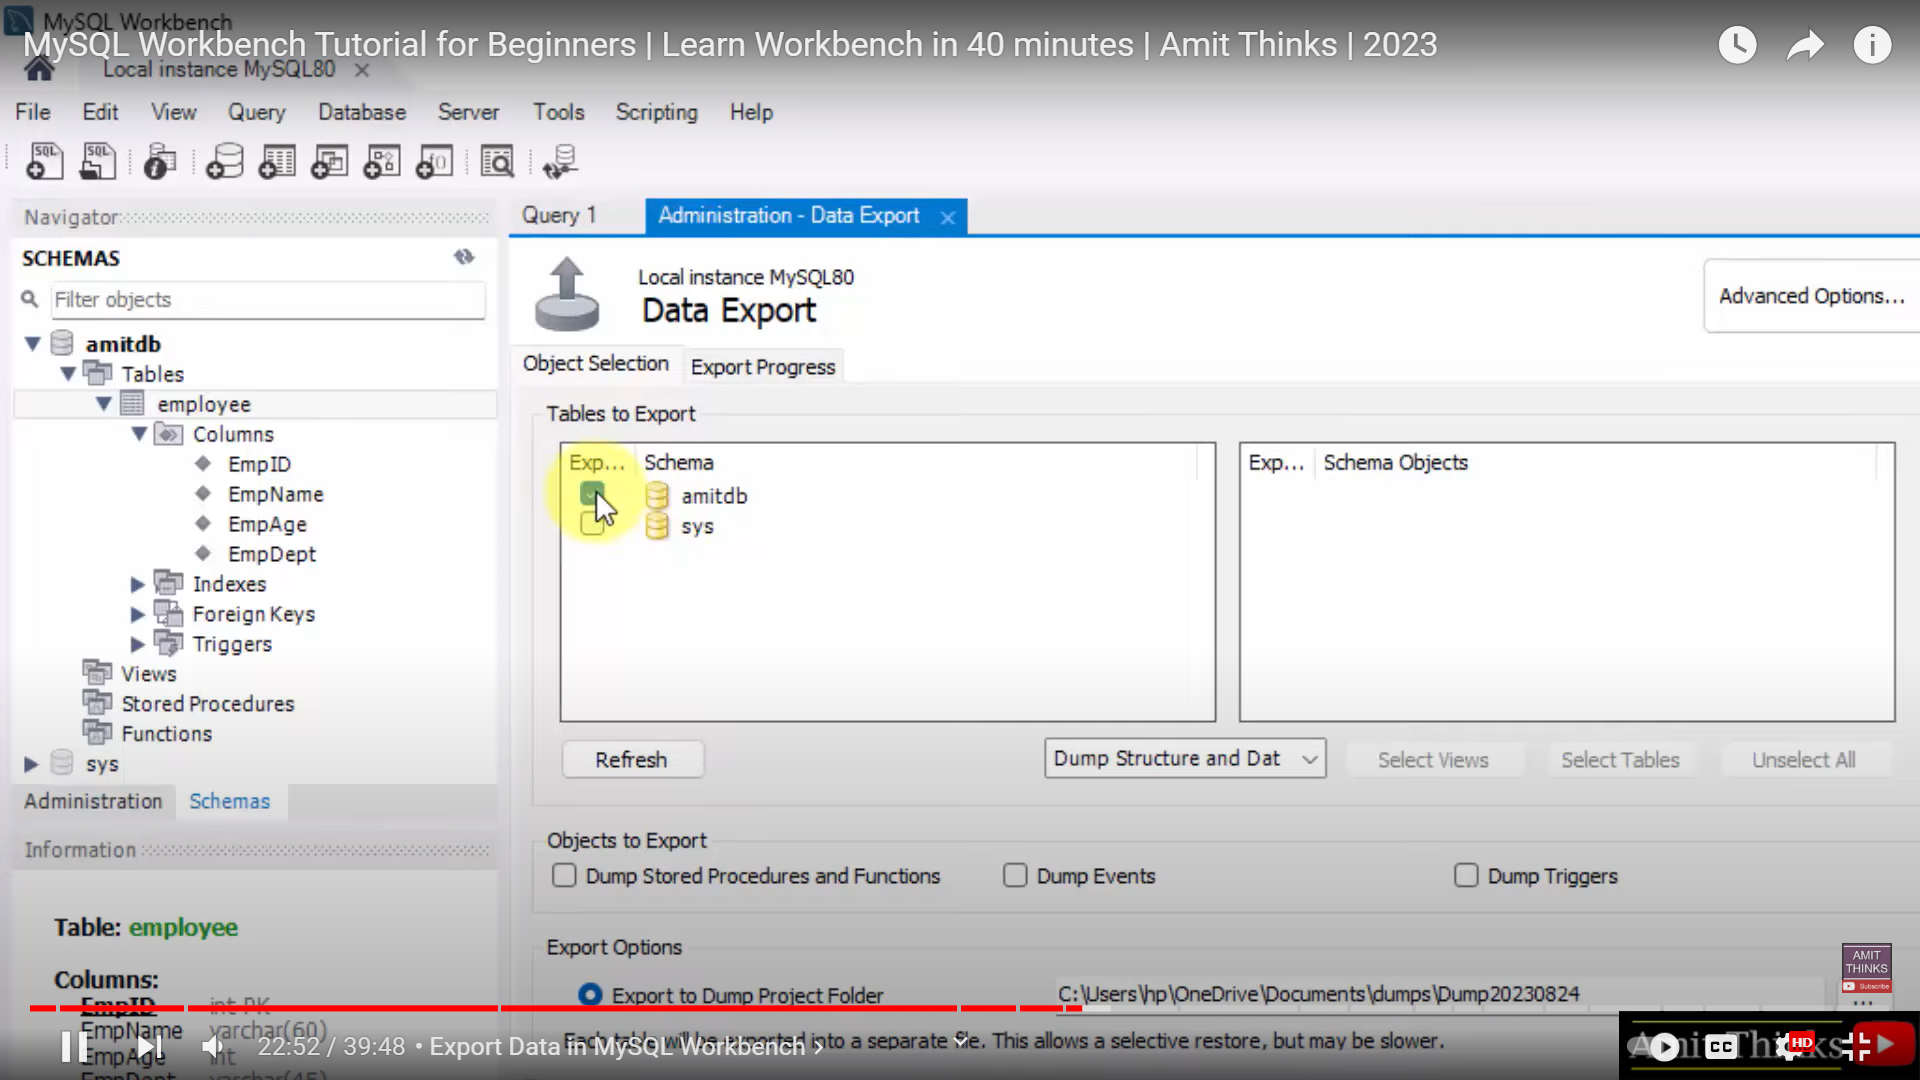 MySQL Workbench
MySQL Workbench Tutorial for Beginners | Learn Workbench in 40 minutes | Amit Thinks | 2023
Local instance MySQL80
File Edit View Query Database Server Tools Scripting Help
Navigator
Query 1
Administration - Data Export
SCHEMAS
Filter objects
amitdb
Tables
employee
Columns
EmpID
EmpName
EmpAge
EmpDept
Indexes
Foreign Keys
Triggers
Views
Stored Procedures
Functions
sys
Administration Schemas
Information
Table: employee
Columns:
EmpID int PK
EmpName varchar(60)
EmpAge int
EmpDept varchar(45)
Local instance MySQL80
Data Export
Advanced Options...
Object Selection Export Progress
Tables to Export
Exp... Schema
amitdb
sys
Exp... Schema Objects
Refresh
Dump Structure and Dat
Select Views
Select Tables
Unselect All
Objects to Export
Dump Stored Procedures and Functions
Dump Events
Dump Triggers
Export Options
Export to Dump Project Folder
C:\Users\hp\OneDrive\Documents\dumps\Dump20230824
...
Each table will be exported into a separate file. This allows a selective restore, but may be slower.
22:52 / 39:48 • Export Data in MySQL Workbench
AMIT
THINKS
Subscribe
Amit Thinks
CC
HD